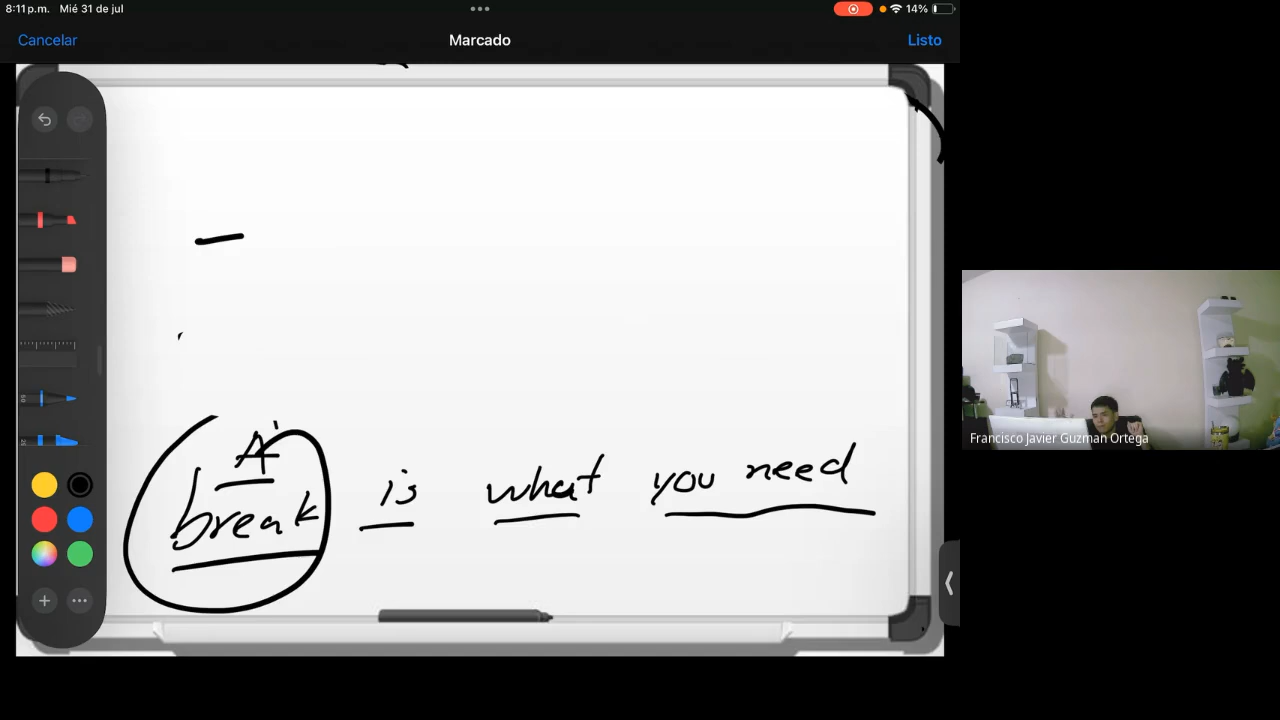 8:11 p.m. Mié 31 de jul
14%
Cancelar
Marcado
Listo
A
break is what you need
Francisco Javier Guzman Ortega